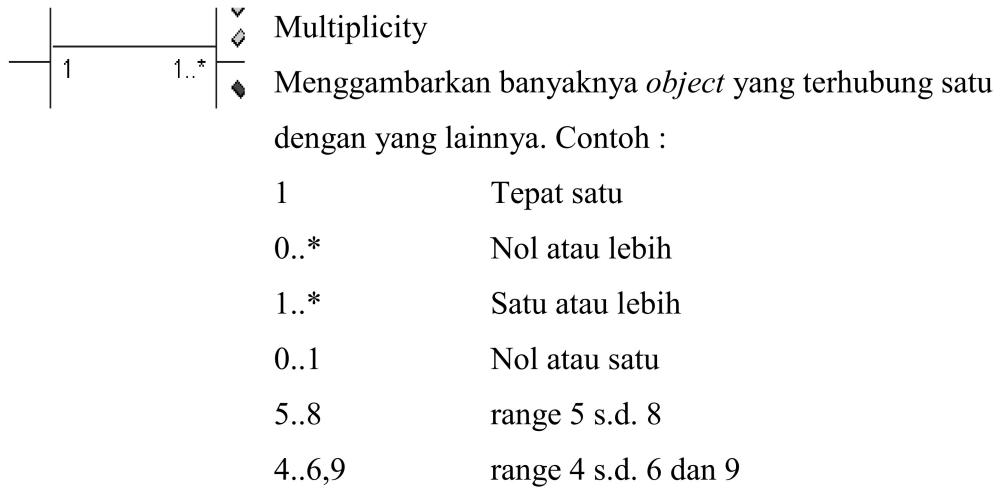 Multiplicity
1 1..*
Menggambarkan banyaknya object yang terhubung satu
dengan yang lainnya. Contoh :
1 Tepat satu
0..* Nol atau lebih
1..* Satu atau lebih
0..1 Nol atau satu
5..8 range 5 s.d. 8
4..6,9 range 4 s.d. 6 dan 9